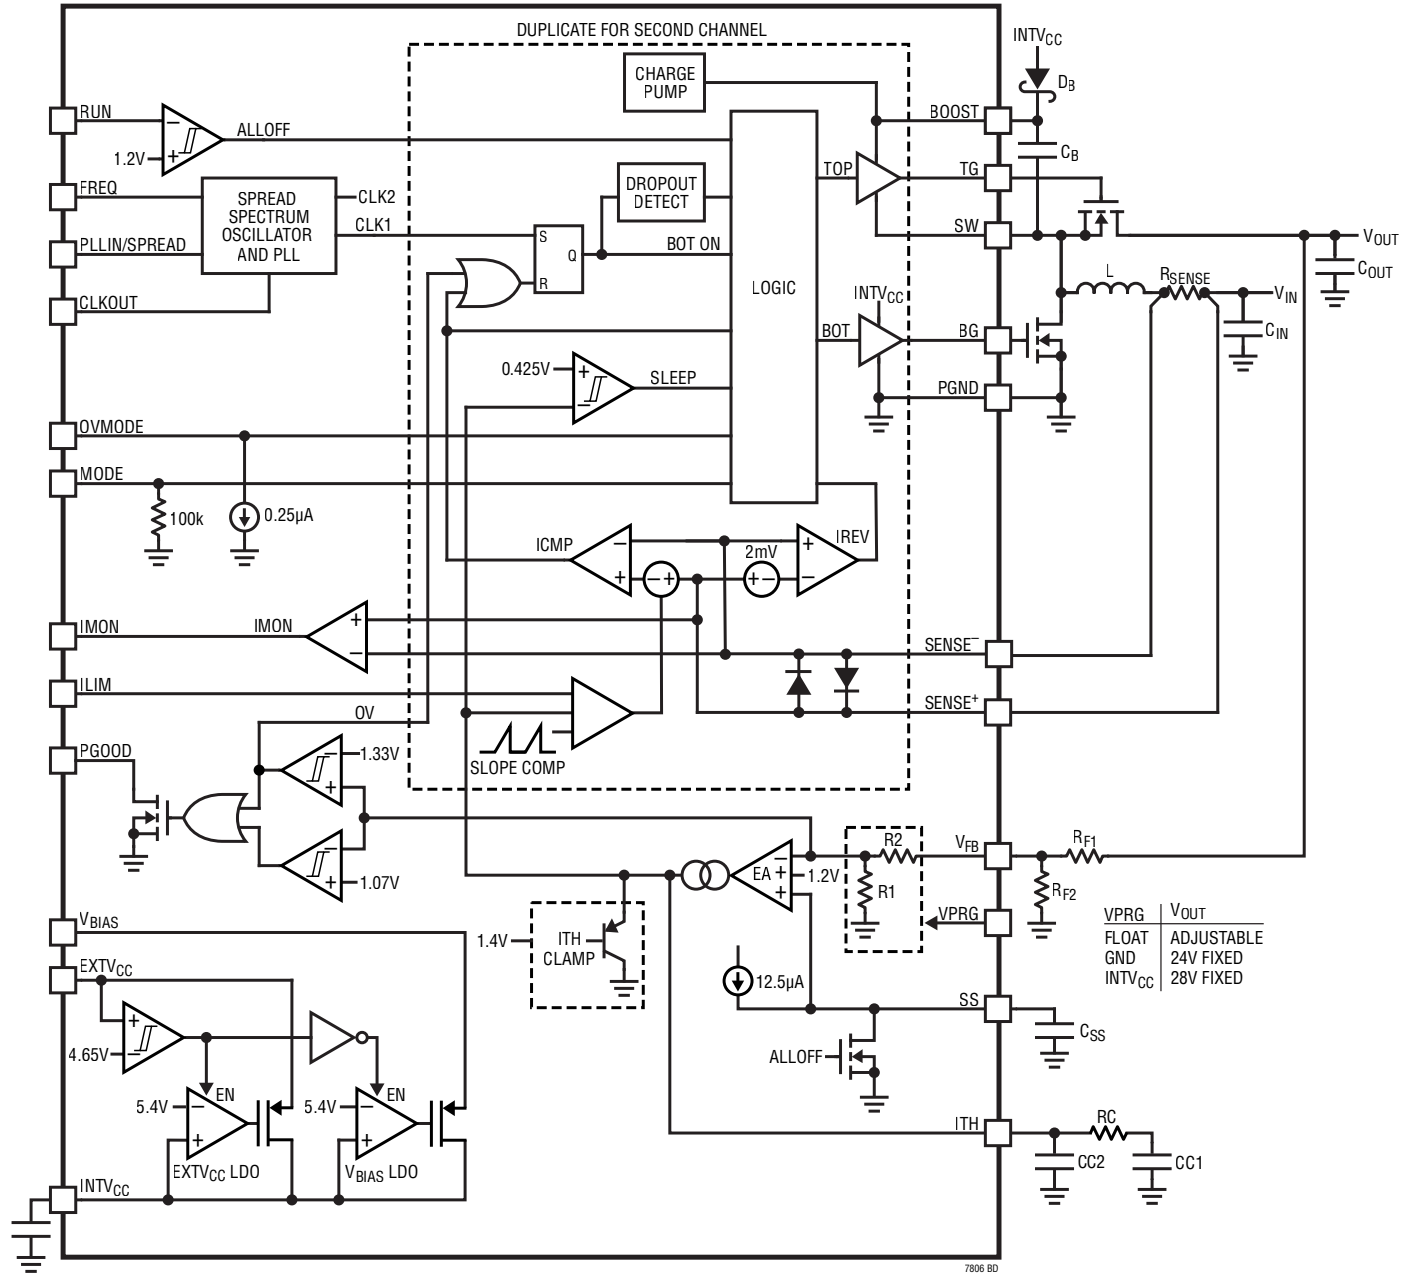 DUPLICATE FOR SECOND CHANNEL
INTVCC
DB
CHARGE
PUMP
RUN
ALLOFF
1.2V
BOOST
CB
FREQ
SPREAD
SPECTRUM
OSCILLATOR
AND PLL
CLK2
CLK1
PLLIN/SPREAD
CLKOUT
DROPOUT
DETECT
S
Q
R
BOT ON
LOGIC
TOP
TG
SW
VOUT
COUT
L
RSENSE
VIN
CIN
INTVCC
BOT
BG
PGND
0.425V
+
−
SLEEP
OVMODE
MODE
100k
0.25µA
ICMP
−
+
− +
2mV
+ −
+
−
IREV
IMON
IMON
+
−
SENSE−
SENSE+
ILIM
OV
SLOPE COMP
PGOOD
−
1.33V
+
−
+
1.07V
EA
−
+
+
1.2V
R2
R1
VFB
RF1
RF2
VPRG
VPRG VOUT
FLOAT ADJUSTABLE
GND 24V FIXED
INTVCC 28V FIXED
VBIAS
EXTVCC
1.4V
ITH
CLAMP
12.5µA
SS
CSS
ALLOFF
+
4.65V
−
EN
5.4V
−
+
EXTVCC LDO
EN
5.4V
−
+
VBIAS LDO
INTVCC
ITH
RC
CC2
CC1
7806 BD